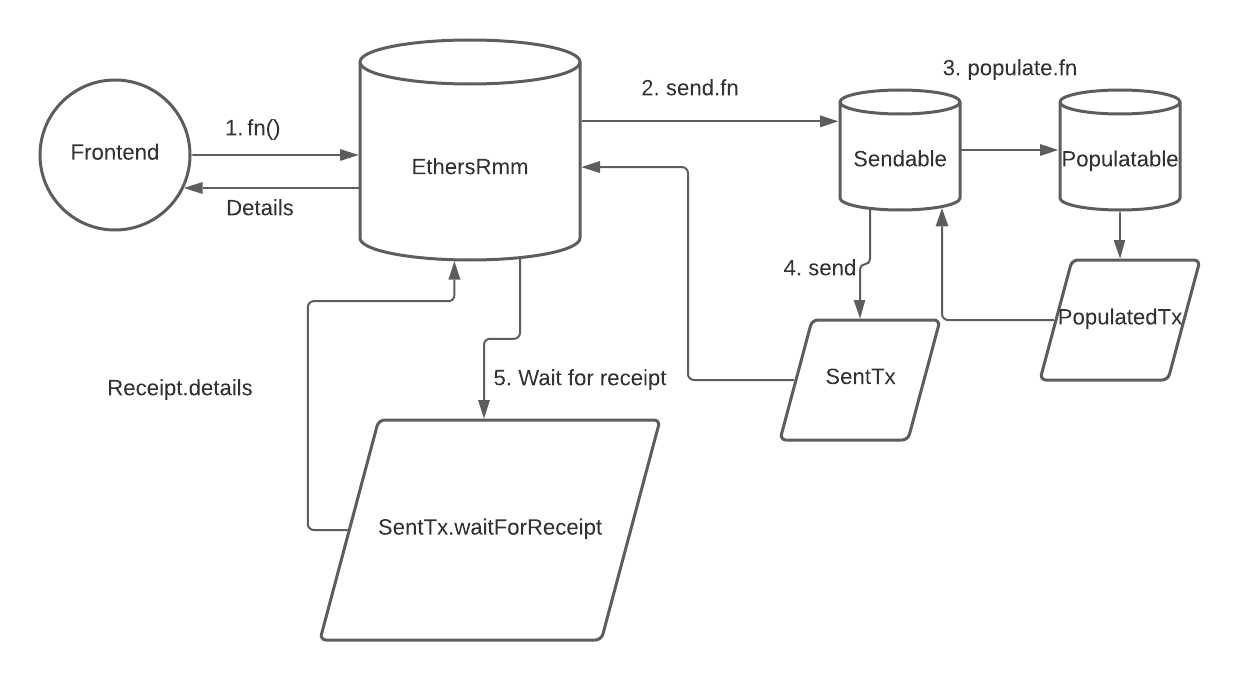 3. populate.fn
2. send.fn
1. fn()
Frontend
EthersRmm
Sendable
Populatable
Details
4. send
PopulatedTx
5. Wait for receipt
SentTx
Receipt.details
SentTx.waitForReceipt